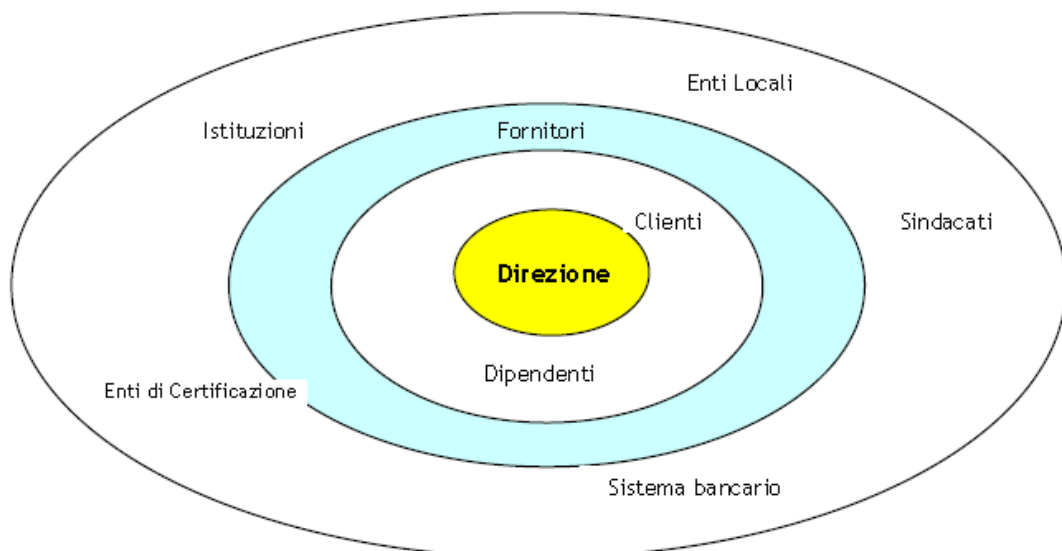 Enti Locali
Istituzioni
Fornitori
Clienti
Sindacati
Direzione
Dipendenti
Enti di Certificazione
Sistema bancario